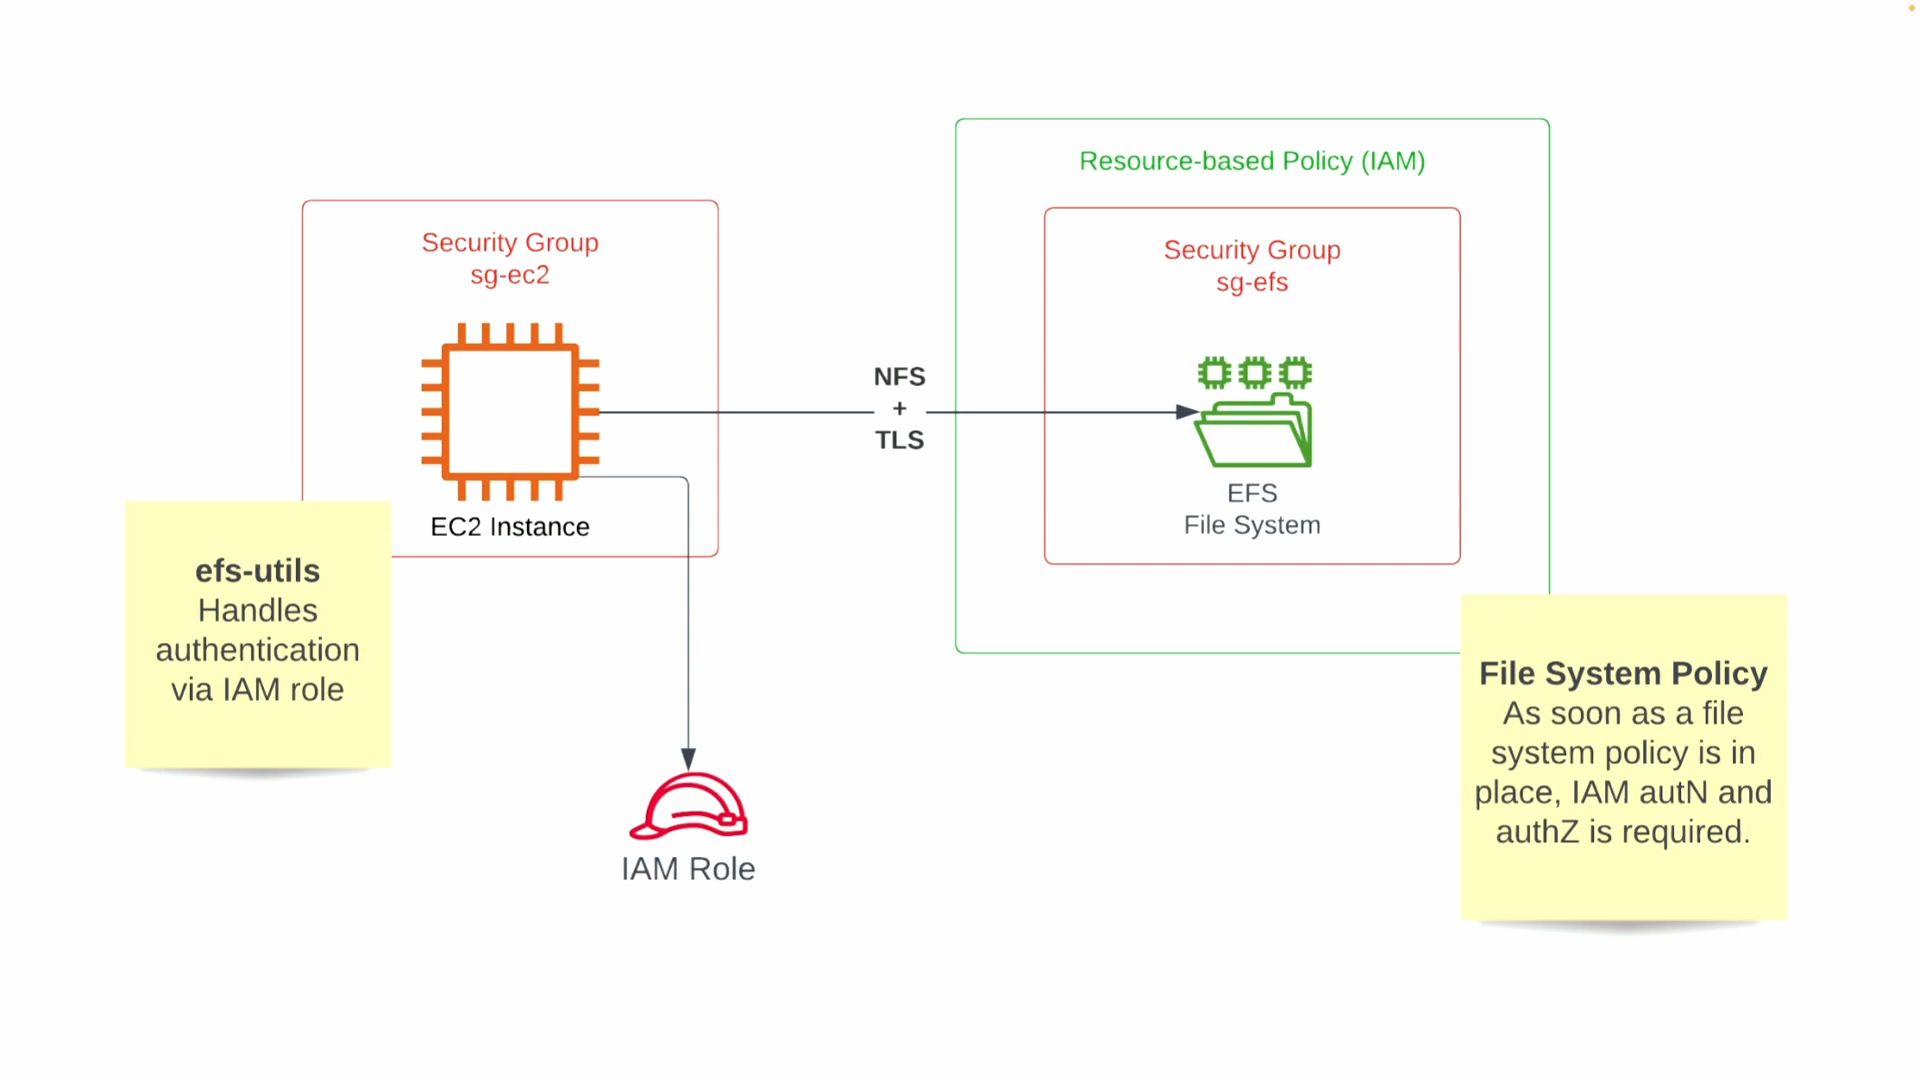 Resource-based Policy (IAM)
Security Group
sg-ec2
Security Group
sg-efs
NFS
+
TLS
EFS
File System
EC2 Instance
efs-utils
Handles
authentication
via IAM role
File System Policy
As soon as a file
system policy is in
place, IAM autN and
authZ is required.
IAM Role